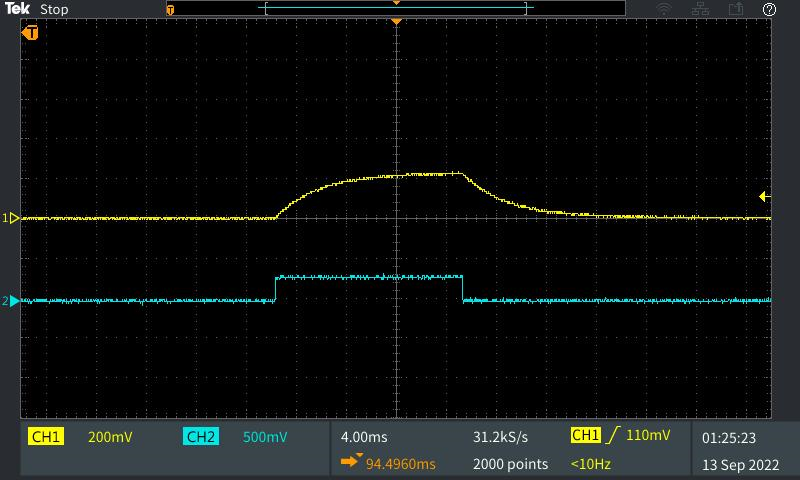 Tek Stop
T
T
?
1
2
CH1 200mV CH2 500mV 4.00ms 31.2kS/s CH1 110mV 01:25:23
94.4960ms 2000 points <10Hz 13 Sep 2022